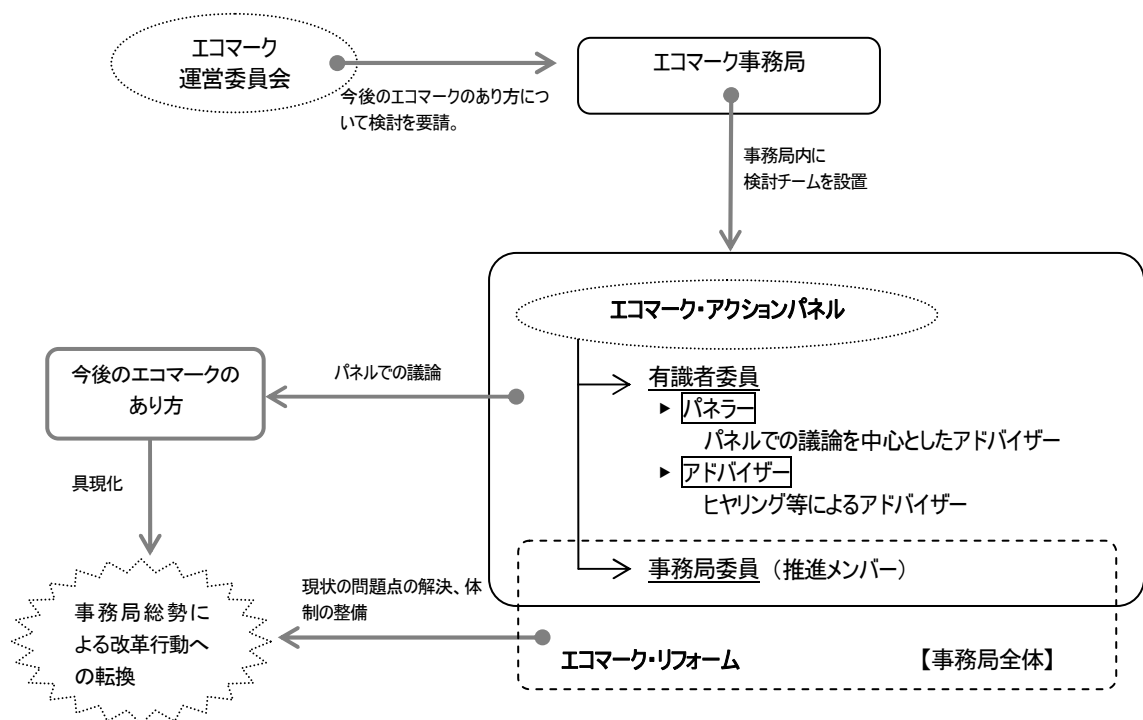 エコマーク
運営委員会
エコマーク事務局
今後のエコマークのあり方につ
いて検討を要請。
事務局内に
検討チームを設置
エコマーク・アクションパネル
今後のエコマークの
あり方
パネルでの議論
有識者委員
▶ パネラー
パネルでの議論を中心としたアドバイザー
▶ アドバイザー
ヒヤリング等によるアドバイザー
具現化
事務局委員（推進メンバー）
現状の問題点の解決、体
制の整備
事務局総勢に
よる改革行動へ
の転換
エコマーク・リフォーム
【事務局全体】